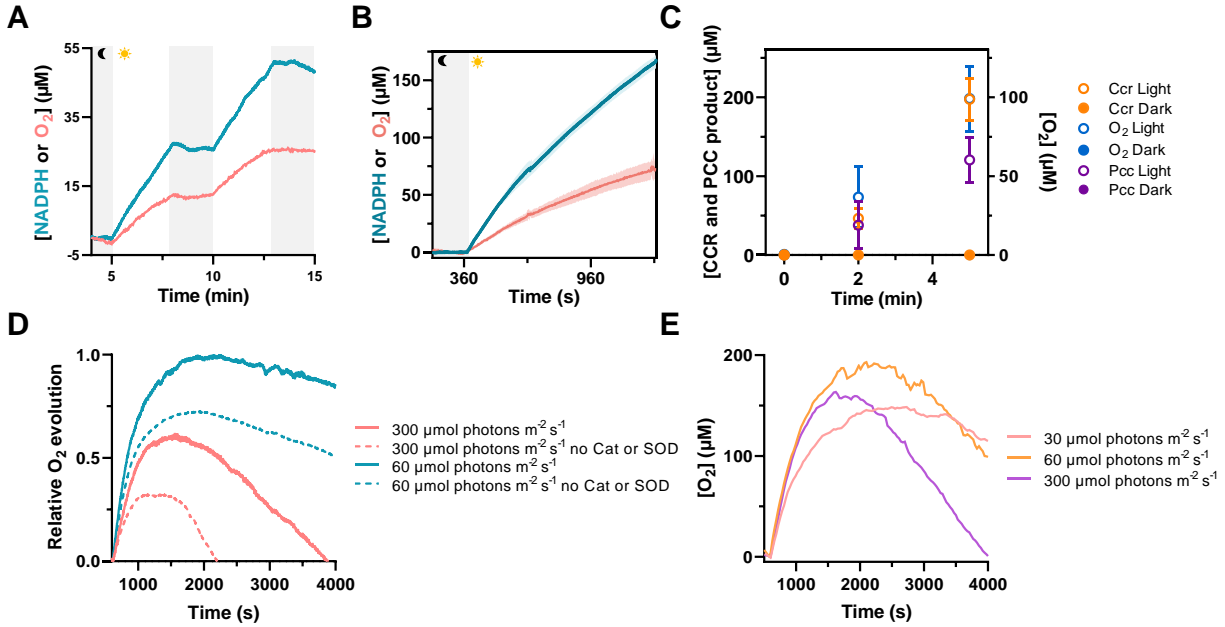 A
[NADPH or O2] (μM)
55
35
15
-5
5
10
15
Time (min)
B
[NADPH or O2] (μM)
150
100
50
0
360
960
Time (s)
C
[CCR and PCC product] (μM)
200
150
100
50
0
0
2
4
Time (min)
100
50
0
[O2] (μM)
Ccr Light
Ccr Dark
O2 Light
O2 Dark
Pcc Light
Pcc Dark
D
Relative O2 evolution
1.0
0.5
0.0
1000
2000
3000
4000
Time (s)
300 μmol photons m-2 s-1
300 μmol photons m-2 s-1 no Cat or SOD
60 μmol photons m-2 s-1
60 μmol photons m-2 s-1 no Cat or SOD
E
[O2] (μM)
200
100
0
1000
2000
3000
4000
Time (s)
30 μmol photons m-2 s-1
60 μmol photons m-2 s-1
300 μmol photons m-2 s-1